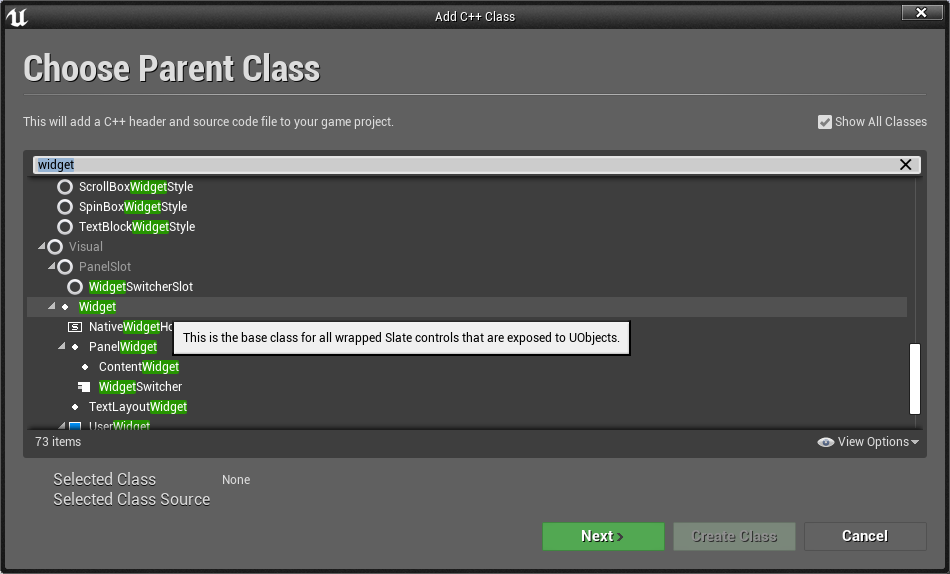 Add C++ Class
Choose Parent Class
This will add a C++ header and source code file to your game project.
Show All Classes
widget
ScrollBoxWidgetStyle
SpinBoxWidgetStyle
TextBlockWidgetStyle
Visual
PanelSlot
WidgetSwitcherSlot
Widget
NativeWidgetHo
This is the base class for all wrapped Slate controls that are exposed to UObjects.
PanelWidget
ContentWidget
WidgetSwitcher
TextLayoutWidget
UserWidget
73 items
View Options
Selected Class None
Selected Class Source
Next >
Create Class
Cancel